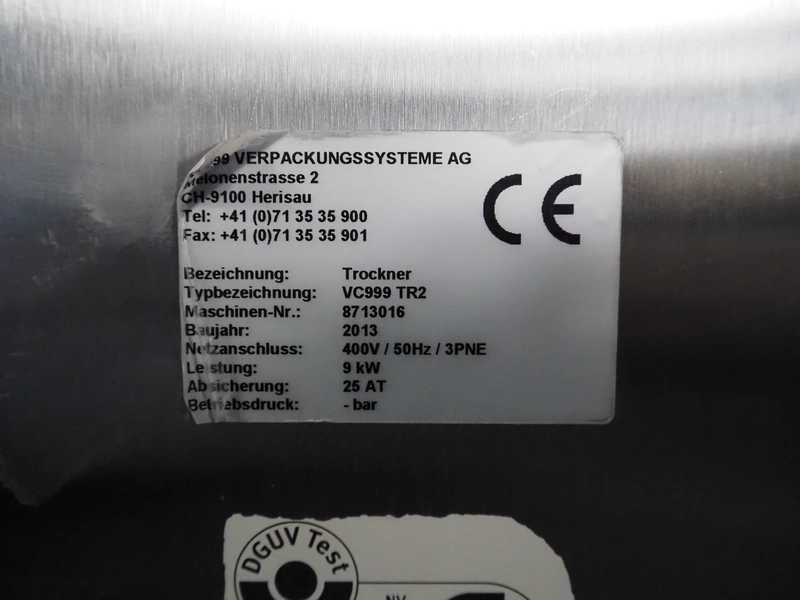 VERPACKUNGSSYSTEME AG
Melonenstrasse 2
CH-9100 Herisau
Tel: +41 (0)71 35 35 900
Fax: +41 (0)71 35 35 901
CE
Bezeichnung: Trockner
Typbezeichnung: VC999 TR2
Maschinen-Nr.: 8713016
Baujahr: 2013
Netzanschluss: 400V / 50Hz / 3PNE
Leistung: 9 kW
Absicherung: 25 AT
Betriebsdruck: - bar
DGUV Test